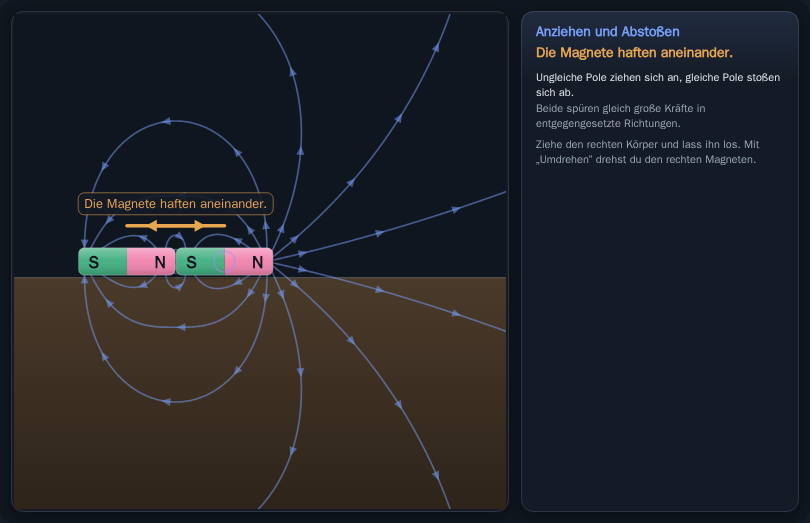 Anziehen und Abstoßen
Die Magnete haften aneinander.
Ungleiche Pole ziehen sich an, gleiche Pole stoßen
sich ab.
Beide spüren gleich große Kräfte in
entgegengesetzte Richtungen.
Ziehe den rechten Körper und lass ihn los. Mit
„Umdrehen" drehst du den rechten Magneten.
Die Magnete haften aneinander.
S N S N